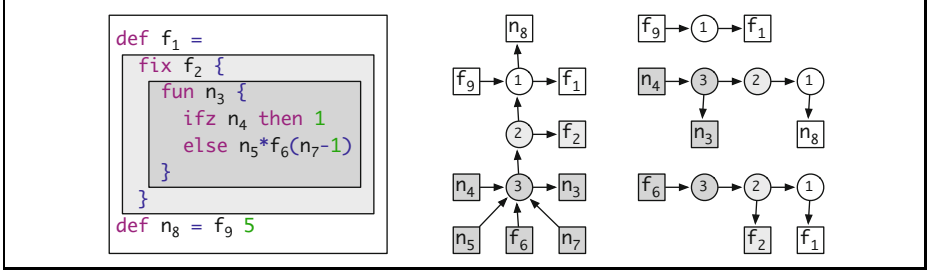 def f₁ =
fix f₂ {
fun n₃ {
ifz n₄ then 1
else n₅*f₆(n₇-1)
}
}
def n₈ = f₉ 5
n₈
f₉ 1 f₁
2 f₂
n₄ 3 n₃
n₅ f₆ n₇
f₉ 1 f₁
n₄ 3 2 1
n₃ n₈
f₆ 3 2 1
f₂ f₁